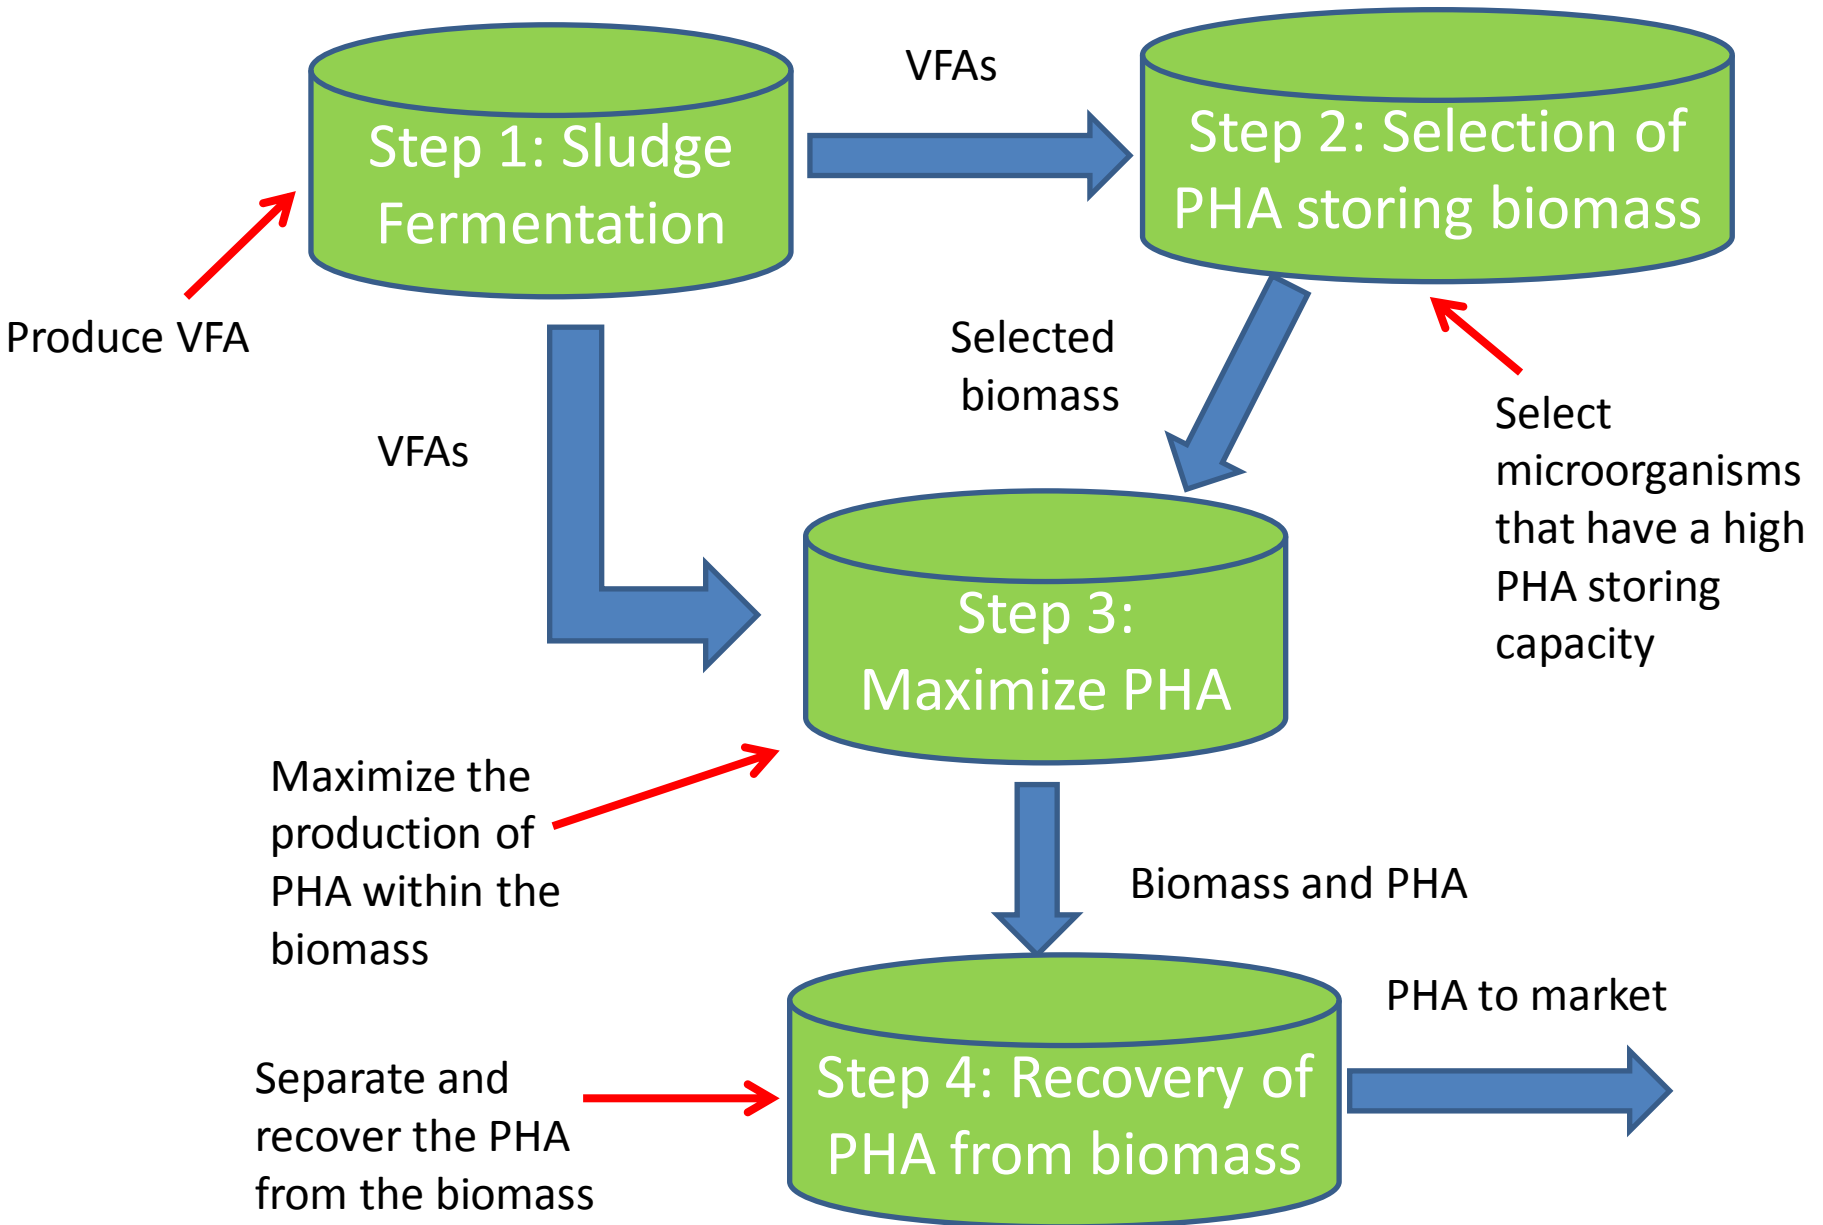 VFAs
Step 1: Sludge
Fermentation
Step 2: Selection of
PHA storing biomass
Produce VFA
Selected
biomass
VFAs
Select
microorganisms
that have a high
PHA storing
capacity
Step 3:
Maximize PHA
Maximize the
production of
PHA within the
biomass
Biomass and PHA
PHA to market
Separate and
recover the PHA
from the biomass
Step 4: Recovery of
PHA from biomass